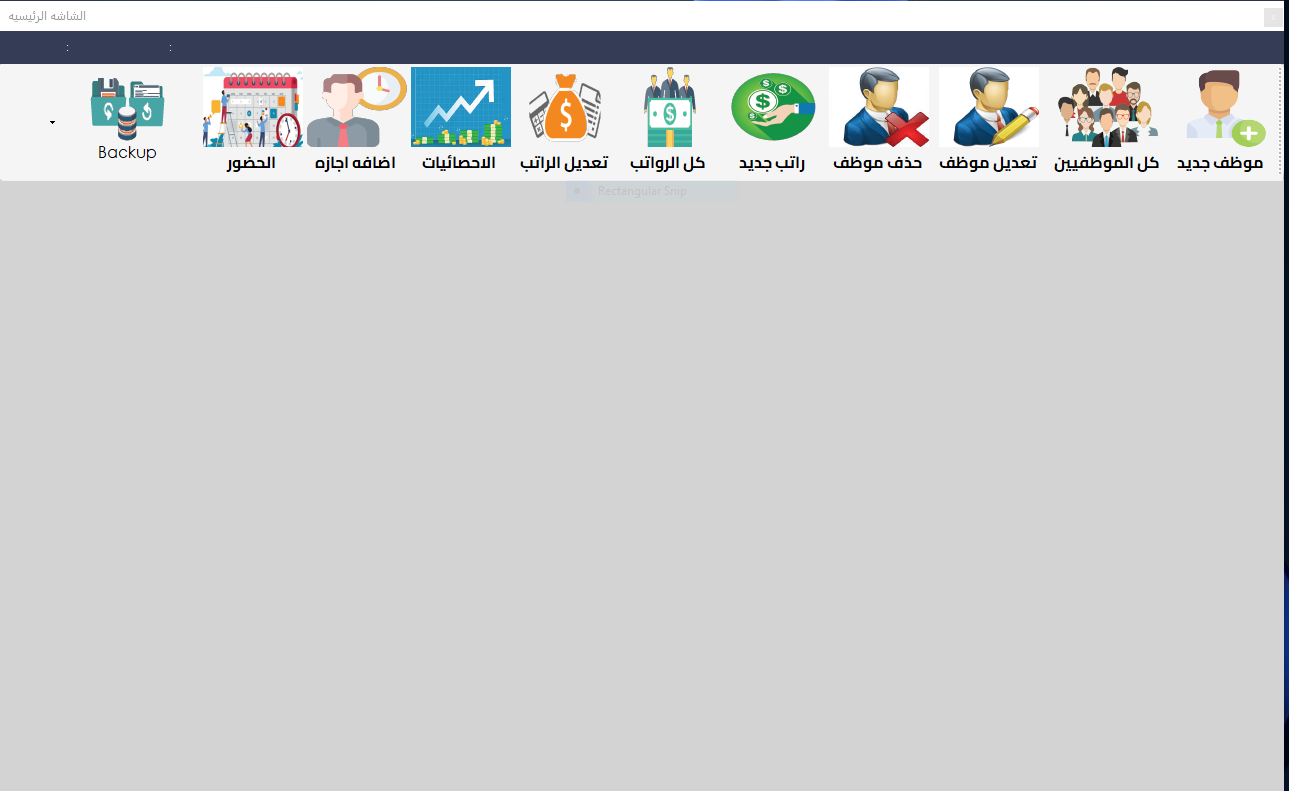 الشاشه الرئيسيه
:
:
موظف جديد
كل الموظفيين
تعديل موظف
حذف موظف
راتب جديد
كل الرواتب
تعديل الراتب
الاحصائيات
اضافه اجازه
الحضور
Backup
Rectangular Snip